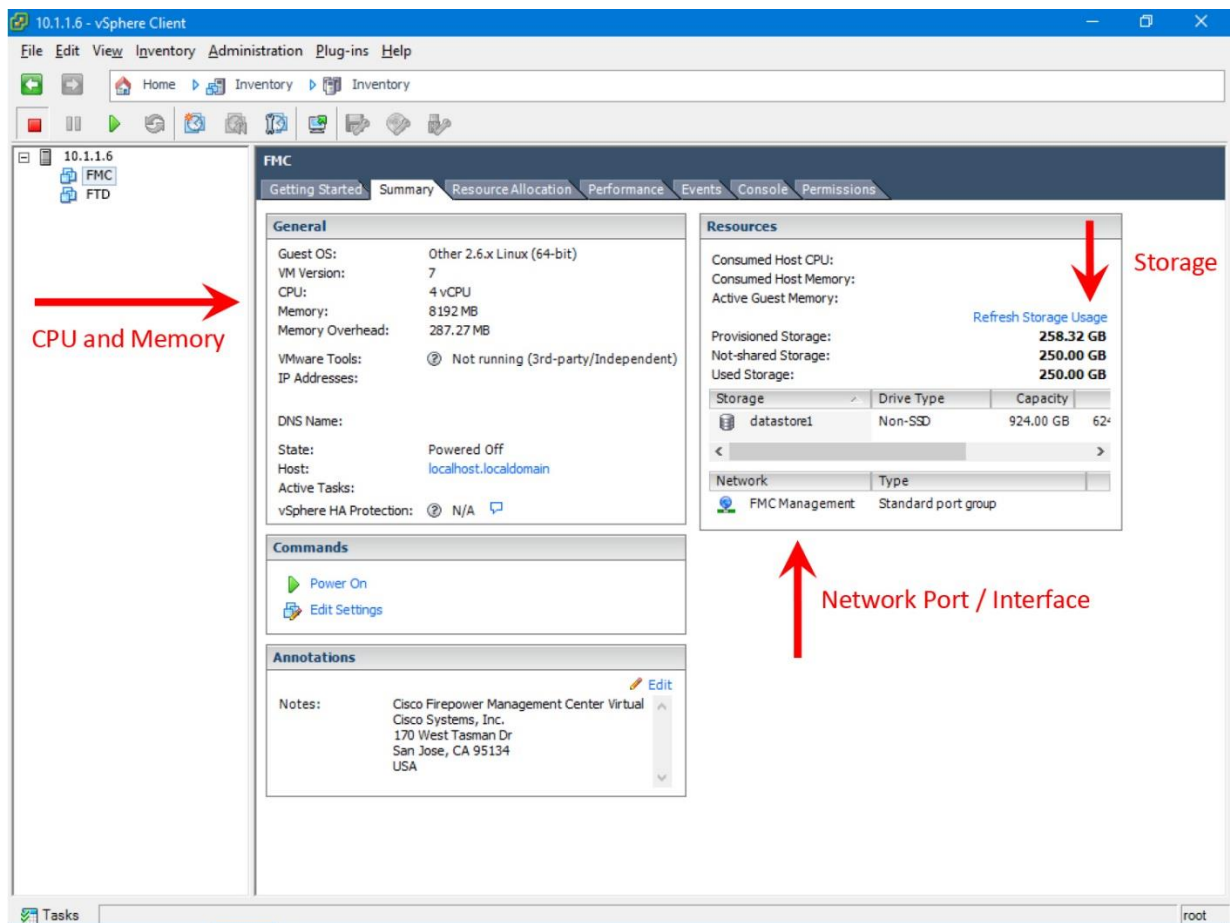 10.1.1.6 - vSphere Client
File Edit View Inventory Administration Plug-ins Help
Home Inventory Inventory
10.1.1.6
FMC
FTD
FMC
Getting Started Summary Resource Allocation Performance Events Console Permissions
General
Guest OS: Other 2.6.x Linux (64-bit)
VM Version: 7
CPU: 4 vCPU
Memory: 8192 MB
Memory Overhead: 287.27 MB
VMware Tools: Not running (3rd-party/Independent)
IP Addresses:
DNS Name:
State: Powered Off
Host: localhost.localdomain
Active Tasks:
vSphere HA Protection: N/A
Commands
Power On
Edit Settings
Annotations
Edit
Notes: Cisco Firepower Management Center Virtual
Cisco Systems, Inc.
170 West Tasman Dr
San Jose, CA 95134
USA
Resources
Consumed Host CPU:
Consumed Host Memory:
Active Guest Memory:
Refresh Storage Usage
Provisioned Storage: 258.32 GB
Not-shared Storage: 250.00 GB
Used Storage: 250.00 GB
Storage Drive Type Capacity
datastore1 Non-SSD 924.00 GB 624
Network Type
FMC Management Standard port group
CPU and Memory
Storage
Network Port / Interface
Tasks
root